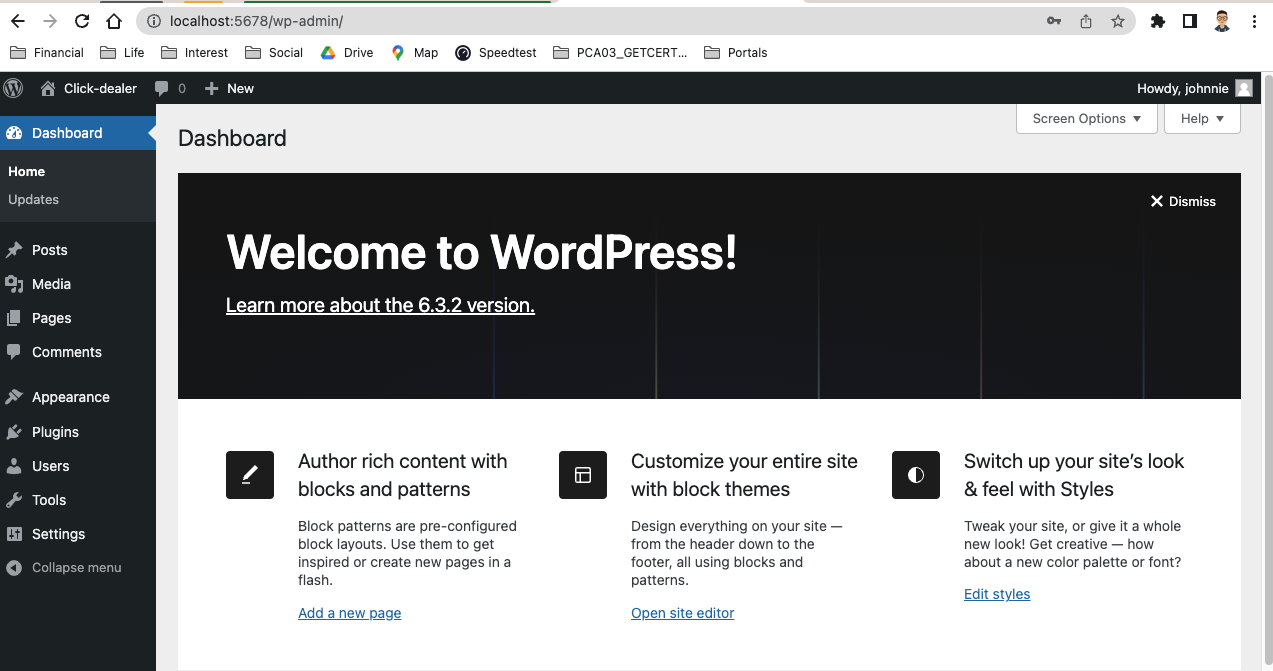 localhost:5678/wp-admin/
Financial Life Interest Social Drive Map Speedtest PCA03_GETCERT... Portals
Click-dealer 0 New Howdy, johnnie
Dashboard
Home
Updates
Posts
Media
Pages
Comments
Appearance
Plugins
Users
Tools
Settings
Collapse menu
Screen Options Help
Dashboard
Dismiss
Welcome to WordPress!
Learn more about the 6.3.2 version.
Author rich content with
blocks and patterns
Block patterns are pre-configured
block layouts. Use them to get
inspired or create new pages in a
flash.
Add a new page
Customize your entire site
with block themes
Design everything on your site —
from the header down to the
footer, all using blocks and
patterns.
Open site editor
Switch up your site’s look
& feel with Styles
Tweak your site, or give it a whole
new look! Get creative — how
about a new color palette or font?
Edit styles